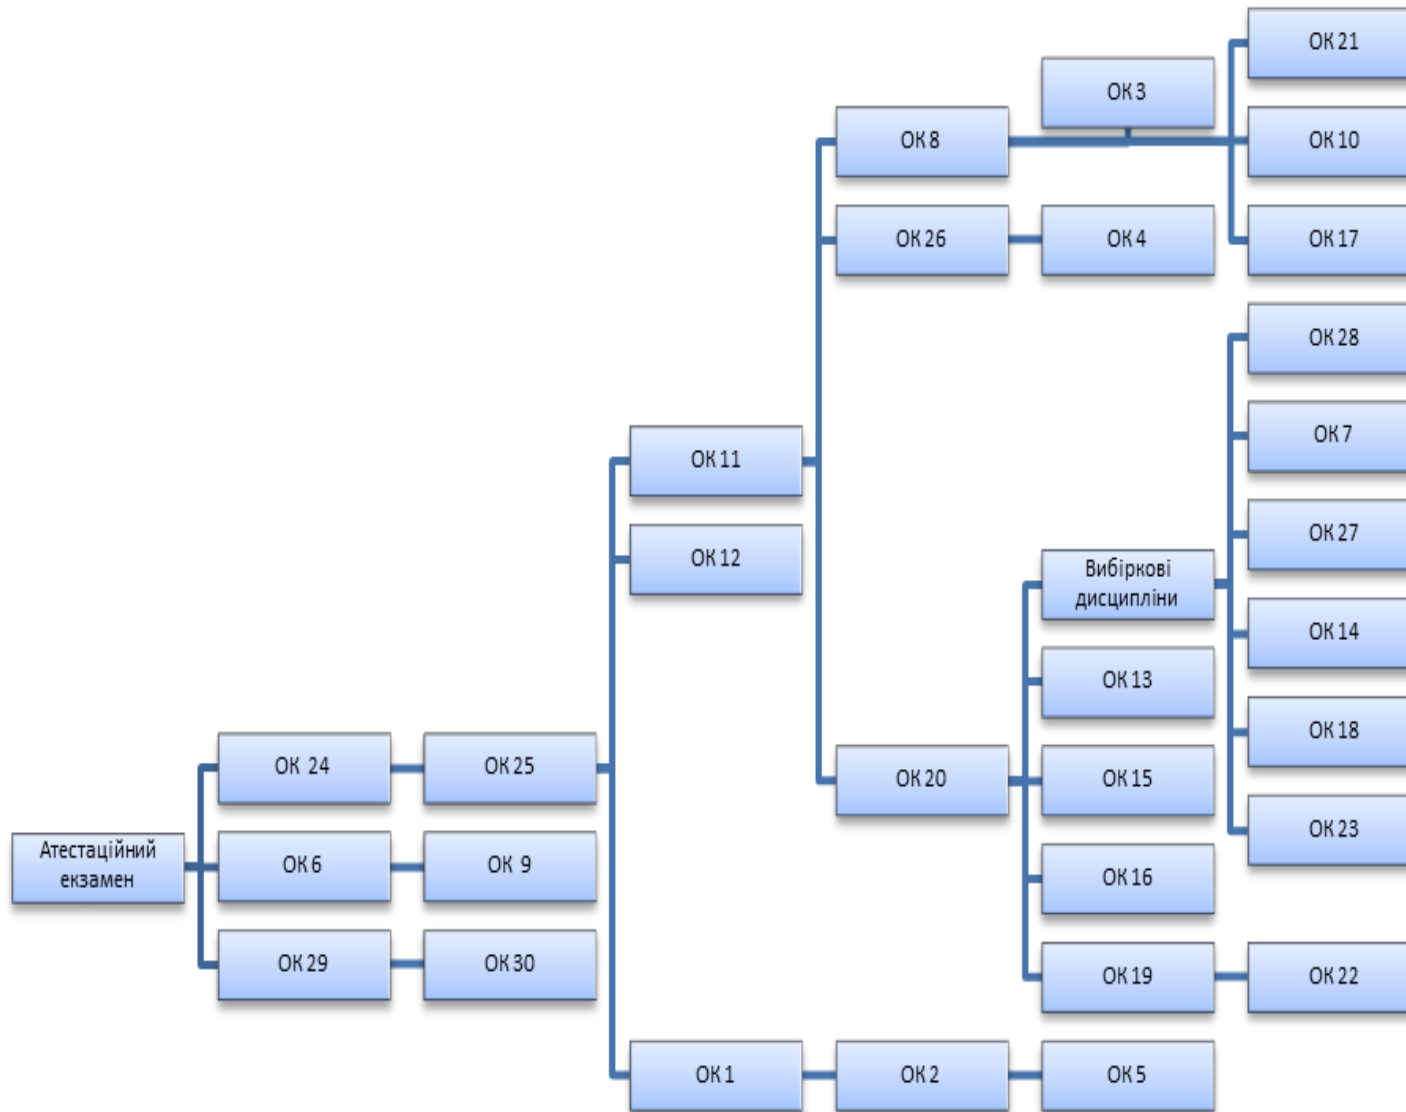 ОК 21
ОК 3
ОК 8
ОК 10
ОК 26
ОК 4
ОК 17
ОК 28
ОК 7
ОК 11
ОК 27
ОК 12
Вибіркові
дисципліни
ОК 14
ОК 13
ОК 18
ОК 24
ОК 25
ОК 20
ОК 15
ОК 23
Атестаційний
екзамен
ОК 6
ОК 9
ОК 16
ОК 29
ОК 30
ОК 19
ОК 22
ОК 1
ОК 2
ОК 5